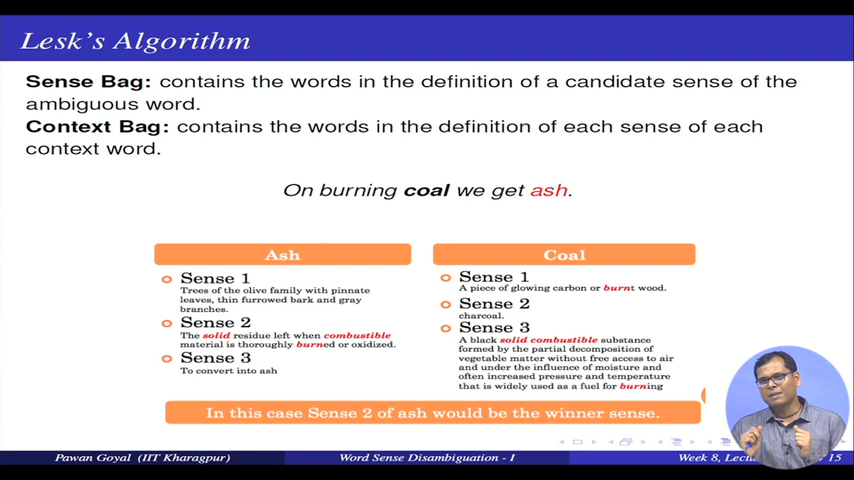 Lesk's Algorithm
Sense Bag: contains the words in the definition of a candidate sense of the
ambiguous word.
Context Bag: contains the words in the definition of each sense of each
context word.
On burning coal we get ash.
Ash
Sense 1
Trees of the olive family with pinnate
leaves, thin furrowed bark and gray
branches.
Sense 2
The solid residue left when combustible
material is thoroughly burned or oxidized.
Sense 3
To convert into ash
Coal
Sense 1
A piece of glowing carbon or burnt wood.
Sense 2
charcoal.
Sense 3
A black solid combustible substance
formed by the partial decomposition of
vegetable matter without free access to air
and under the influence of moisture and
often increased pressure and temperature
that is widely used as a fuel for burning
In this case Sense 2 of ash would be the winner sense.
Pawan Goyal (IIT Kharagpur) Word Sense Disambiguation - I Week 8, Lectu 15